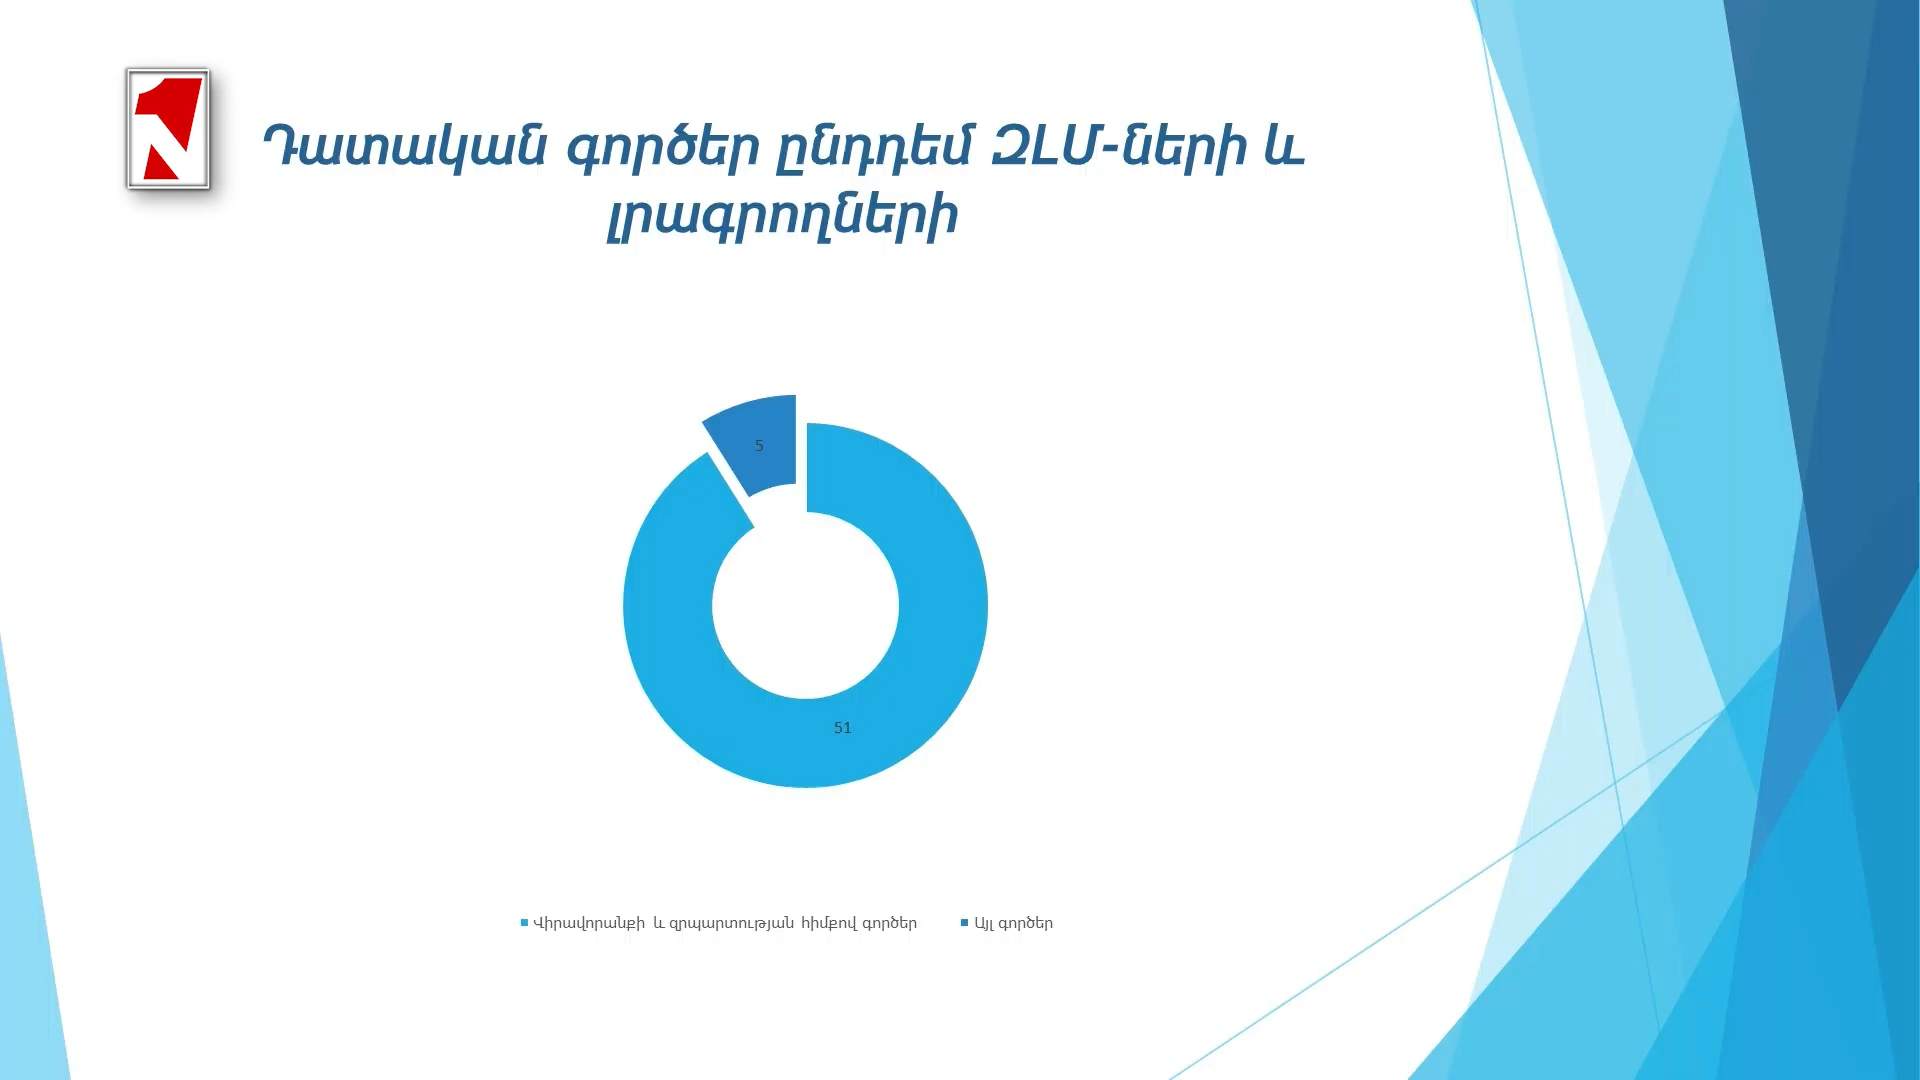 Դատական գործեր ընդդեմ ԶԼՄ-ների և
լրագրողների
5
51
Վիրավորանքի և զրպարտության հիմքով գործեր
Այլ գործեր